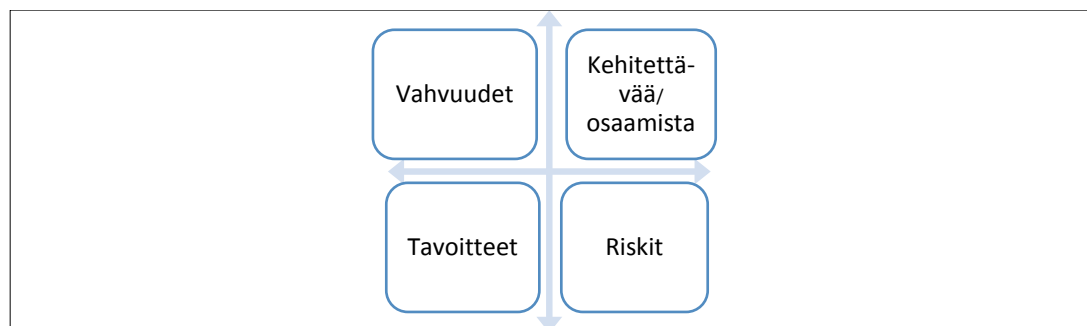 Vahvuudet
Kehitettä-
vää/
osaamista
Tavoitteet
Riskit